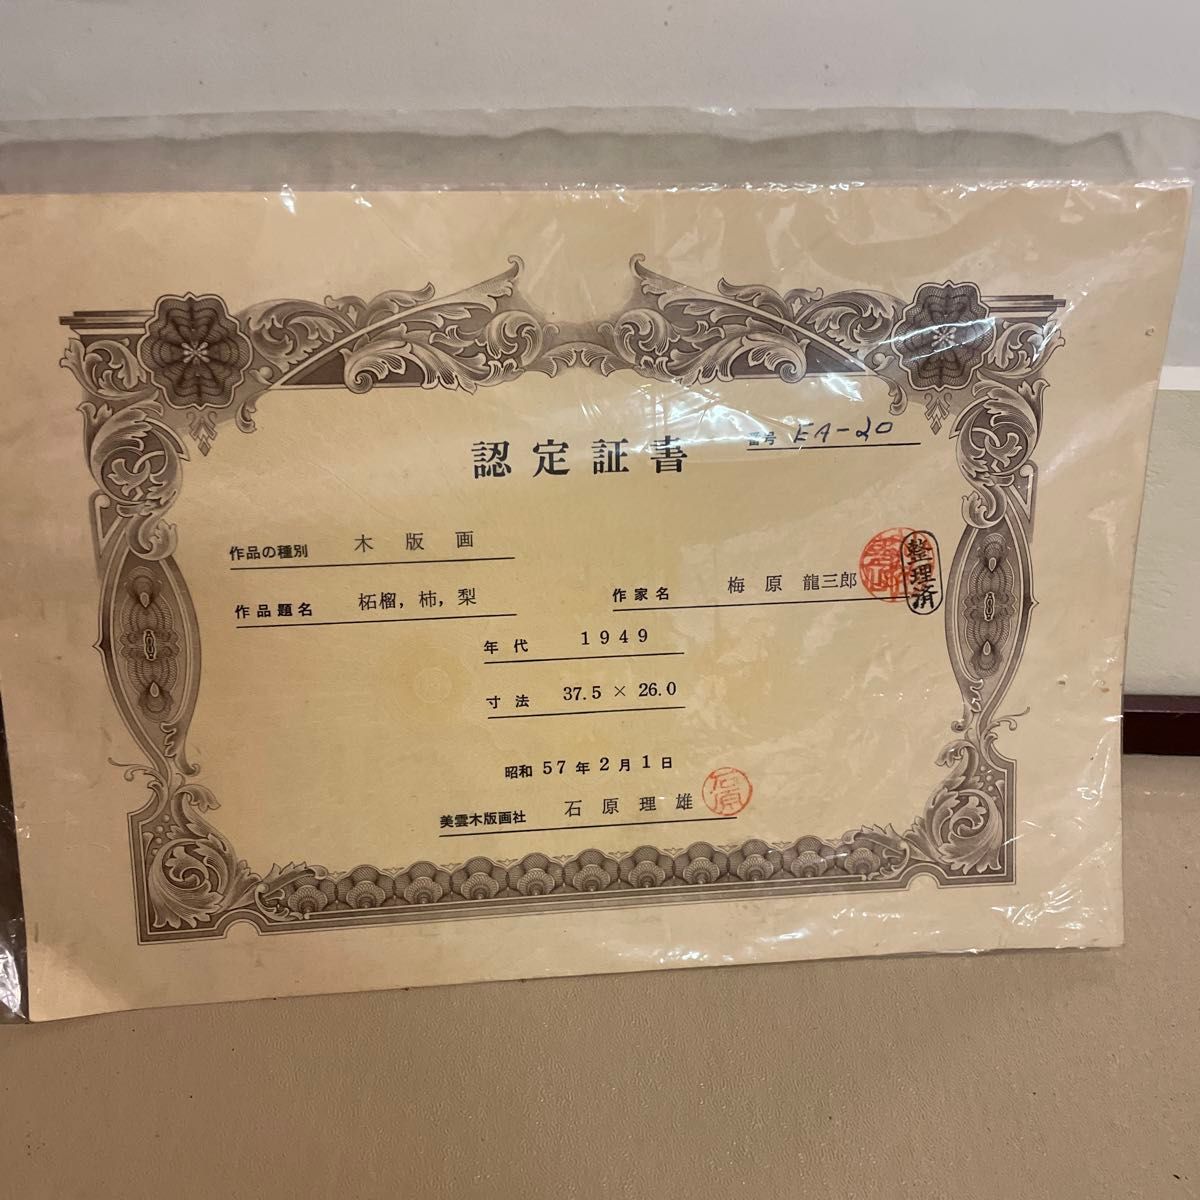 認定証書
番号 EA-20
作品の種別 木版画
作品題名 柘榴，柿，梨
作家名 梅原 龍三郎
整理済
年代 1949
寸法 37.5 × 26.0
昭和 57 年 2 月 1 日
美雲木版画社 石原理雄
石原